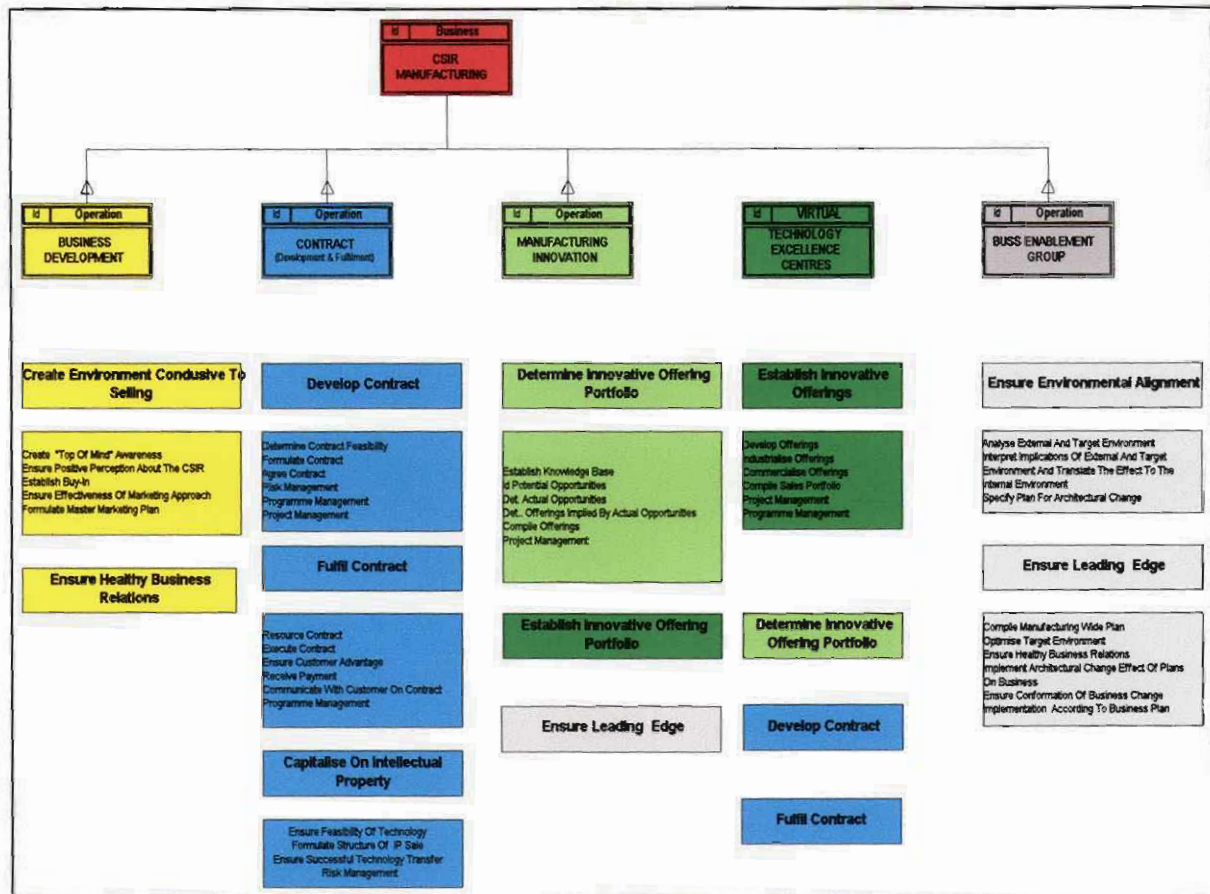 Id Business
CSIR
MANUFACTURING
Id Operation
BUSINESS
DEVELOPMENT
Id Operation
CONTRACT
(Development & Fulfilment)
Id Operation
MANUFACTURING
INNOVATION
Id VIRTUAL
TECHNOLOGY
EXCELLENCE
CENTRES
Id Operation
BUSS ENABLEMENT
GROUP
Create Environment Condusive To
Selling
Create "Top Of Mind" Awareness
Ensure Positive Perception About The CSIR
Establish Buy-In
Ensure Effectiveness Of Marketing Approach
Formulate Master Marketing Plan
Ensure Healthy Business
Relations
Develop Contract
Determine Contract Feasibility
Formulate Contract
Agree Contract
Risk Management
Programme Management
Project Management
Fulfil Contract
Resource Contract
Execute Contract
Ensure Customer Advantage
Receive Payment
Communicate With Customer On Contract
Programme Management
Capitalise On Intellectual
Property
Ensure Feasibility Of Technology
Formulate Structure Of IP Sale
Ensure Successful Technology Transfer
Risk Management
Determine Innovative Offering
Portfolio
Establish Knowledge Base
Id Potential Opportunities
Det. Actual Opportunities
Det.. Offerings Implied By Actual Opportunities
Compile Offerings
Project Management
Establish Innovative Offering
Portfolio
Ensure Leading Edge
Establish Innovative
Offerings
Develop Offerings
Industrialise Offerings
Commercialise Offerings
Compile Sales Portfolio
Project Management
Programme Management
Determine Innovative
Offering Portfolio
Develop Contract
Fulfil Contract
Ensure Environmental Alignment
Analyse External And Target Environment
Interpret Implications Of External And Target
Environment And Translate The Effect To The
Internal Environment
Specify Plan For Architectural Change
Ensure Leading Edge
Compile Manufacturing Wide Plan
Optimise Target Environment
Ensure Healthy Business Relations
Implement Architectural Change Effect Of Plans
On Business
Ensure Conformation Of Business Change
Implementation According To Business Plan